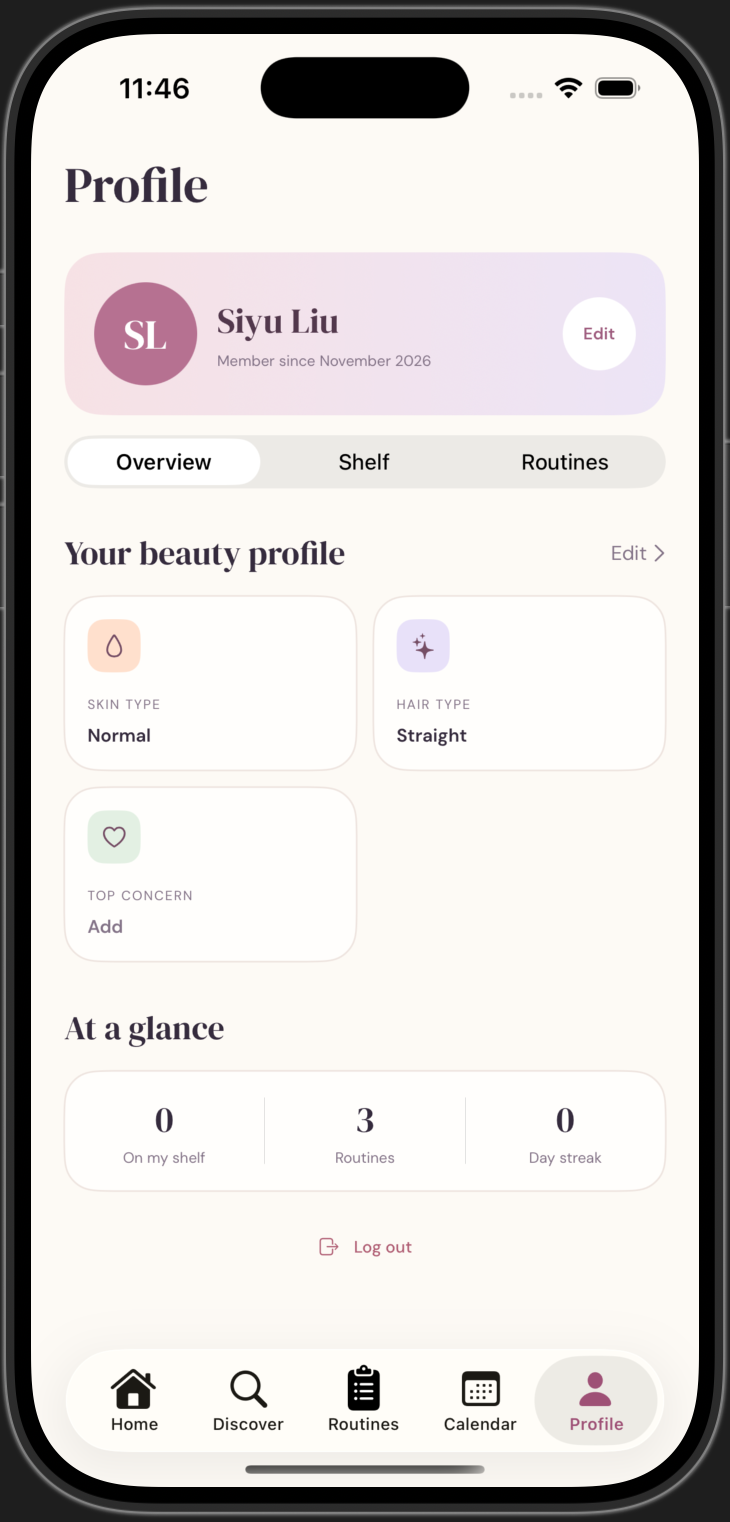 11:46
Profile
SL
Siyu Liu
Member since November 2026
Edit
Overview Shelf Routines
Your beauty profile Edit
SKIN TYPE
Normal
HAIR TYPE
Straight
TOP CONCERN
Add
At a glance
0 3 0
On my shelf Routines Day streak
Log out
Home Discover Routines Calendar Profile